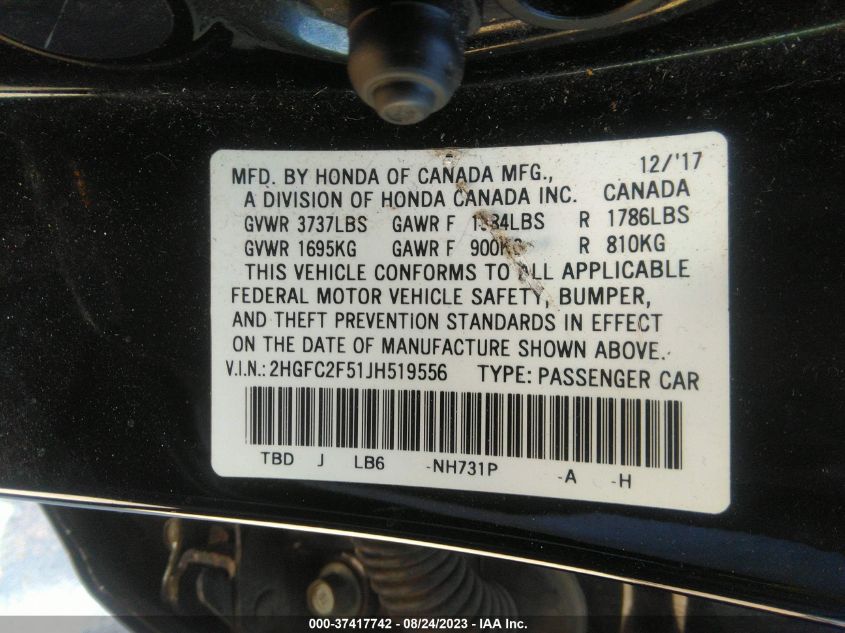 12/'17
MFD. BY HONDA OF CANADA MFG.,
A DIVISION OF HONDA CANADA INC. CANADA
GVWR 3737LBS GAWR F 1984LBS R 1786LBS
GVWR 1695KG GAWR F 900KG R 810KG
THIS VEHICLE CONFORMS TO ALL APPLICABLE
FEDERAL MOTOR VEHICLE SAFETY, BUMPER,
AND THEFT PREVENTION STANDARDS IN EFFECT
ON THE DATE OF MANUFACTURE SHOWN ABOVE.
V.I.N.: 2HGFC2F51JH519556 TYPE: PASSENGER CAR
TBD J LB6 -NH731P -A -H
000-37417742 - 08/24/2023 - IAA Inc.